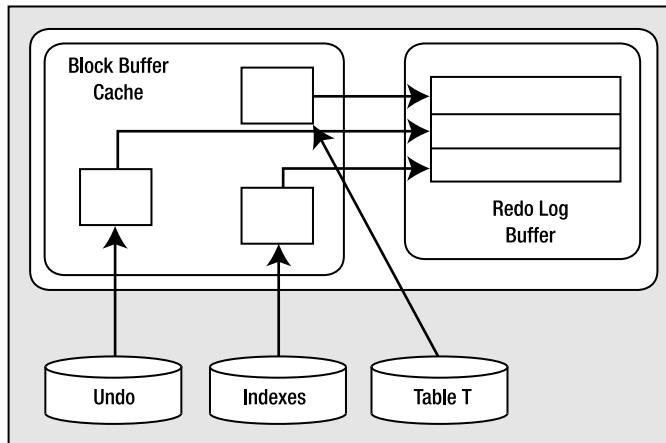 Block Buffer
Cache
Redo Log
Buffer
Undo
Indexes
Table T